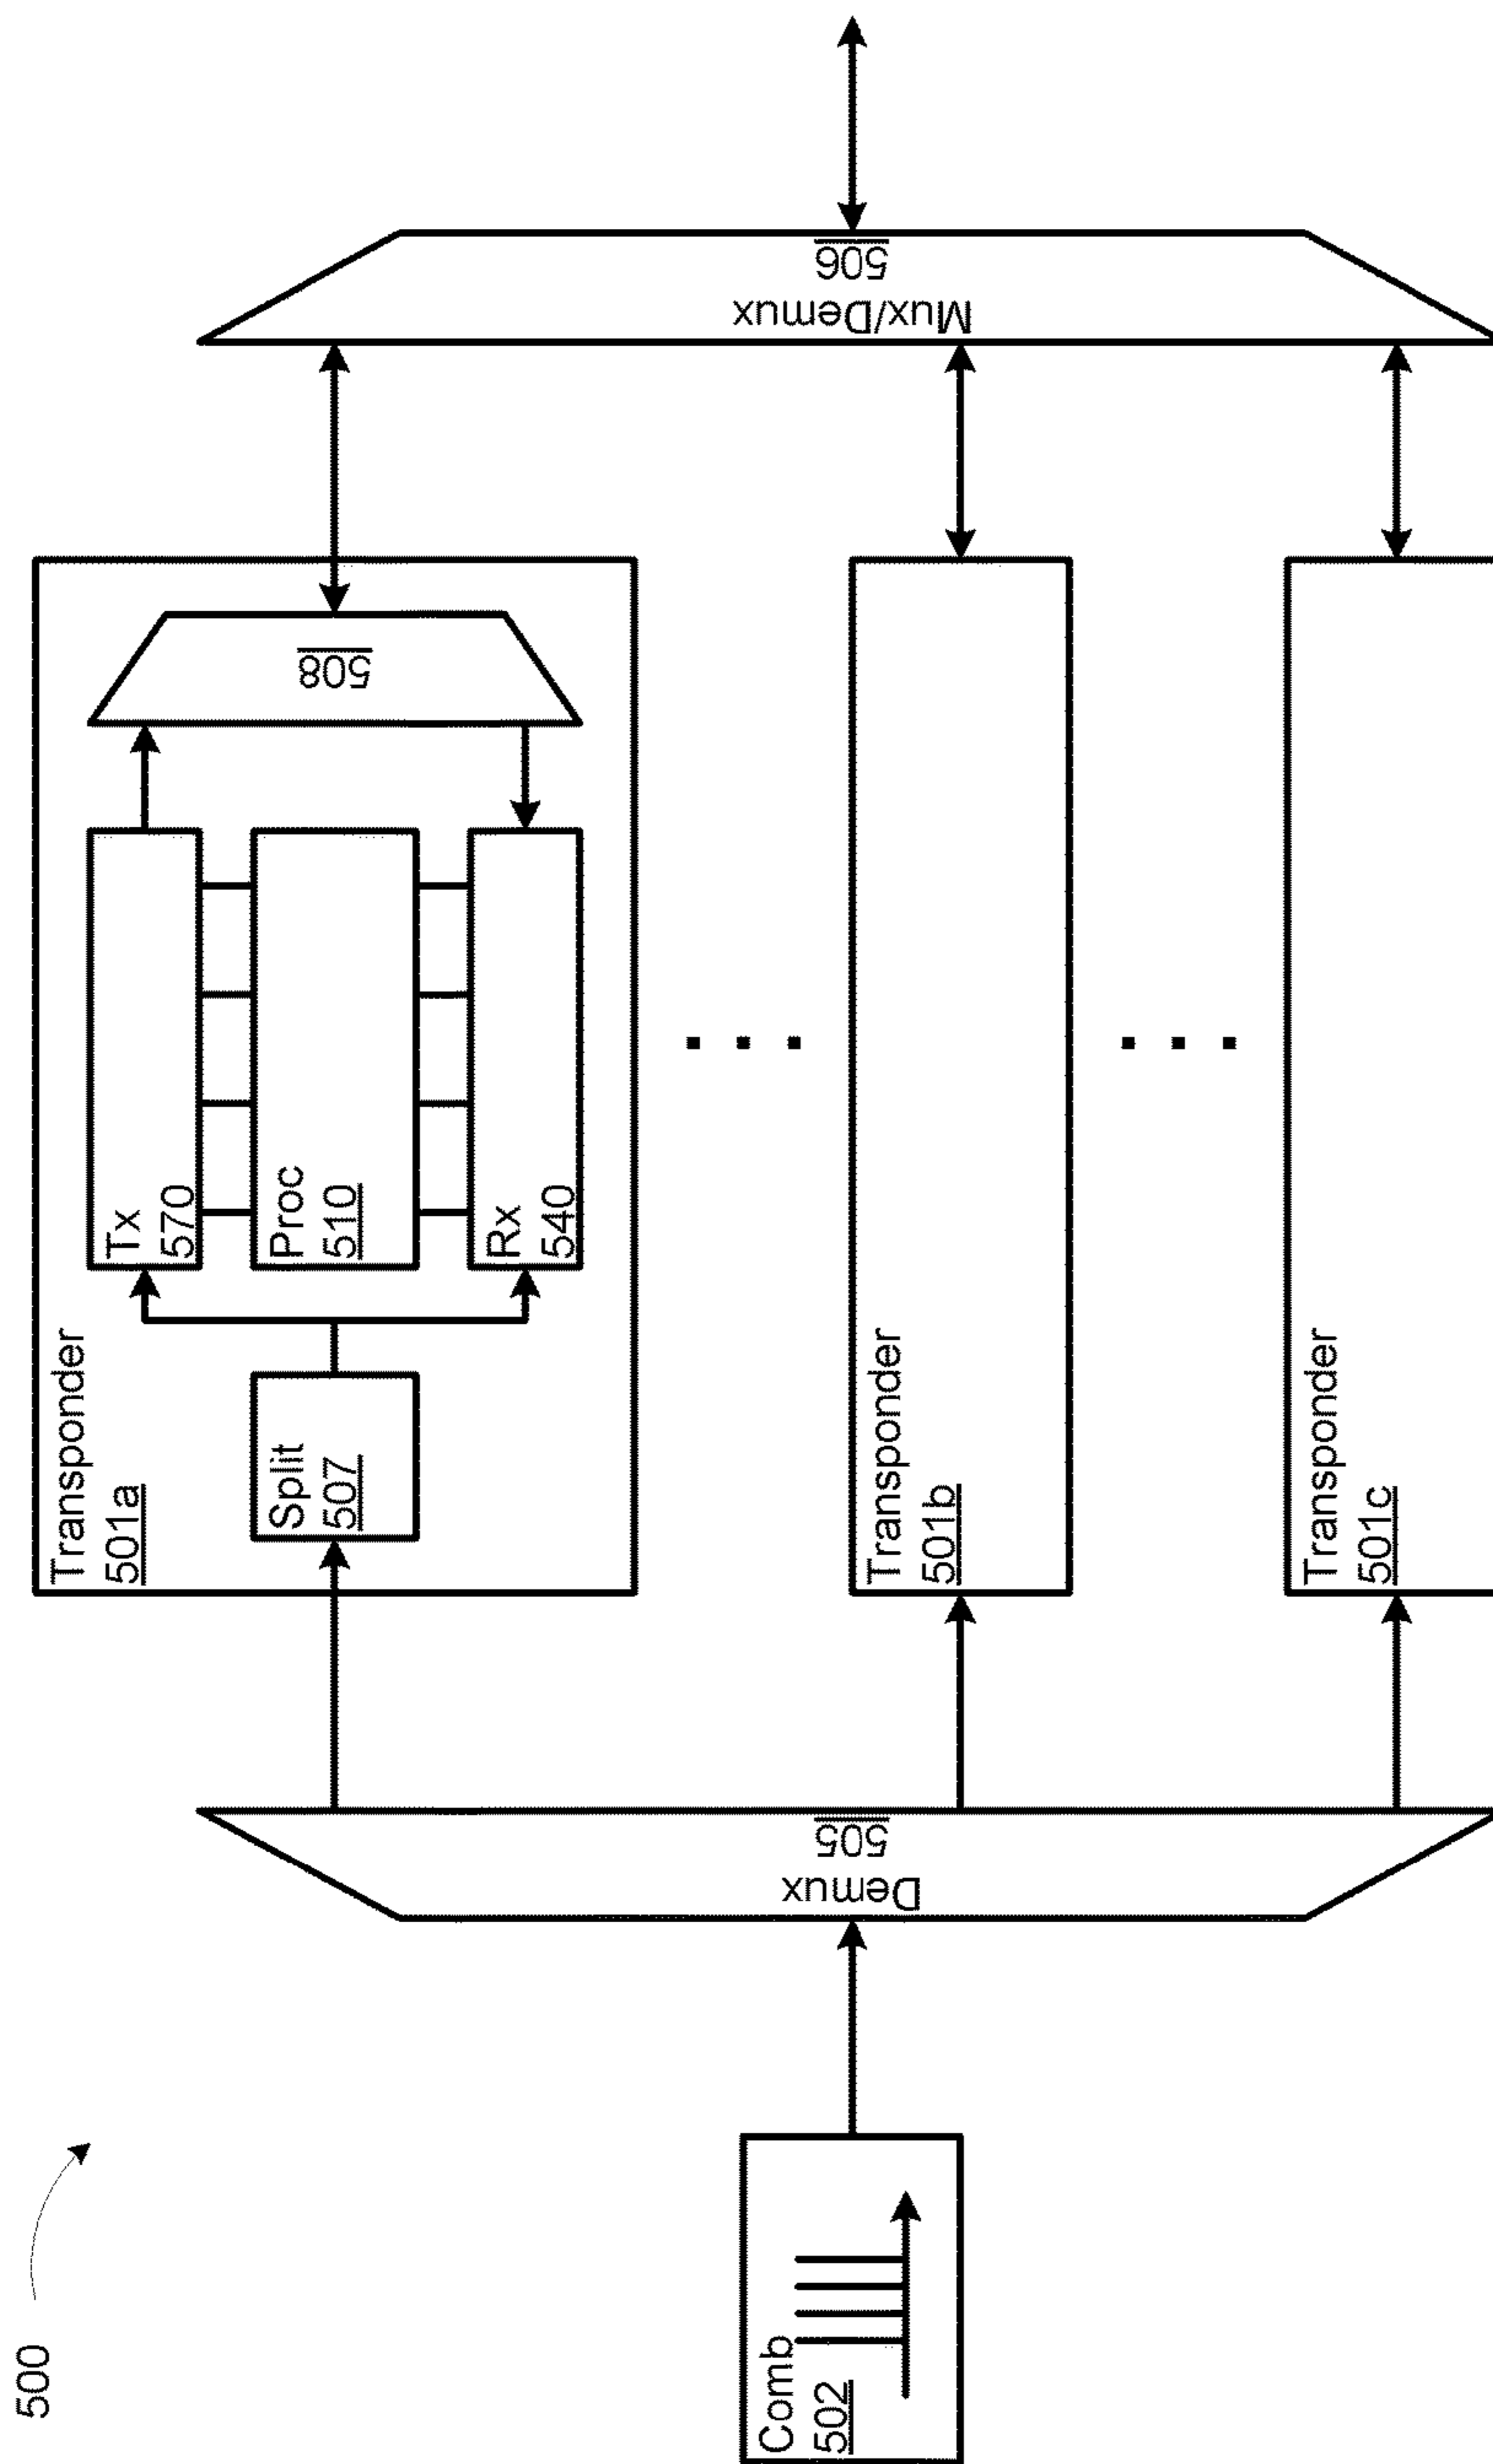 500
Comb
502
Demux
505
Transponder
501a
Split
507
Tx
570
Proc
510
Rx
540
508
Transponder
501b
Transponder
501c
Mux/Demux
506